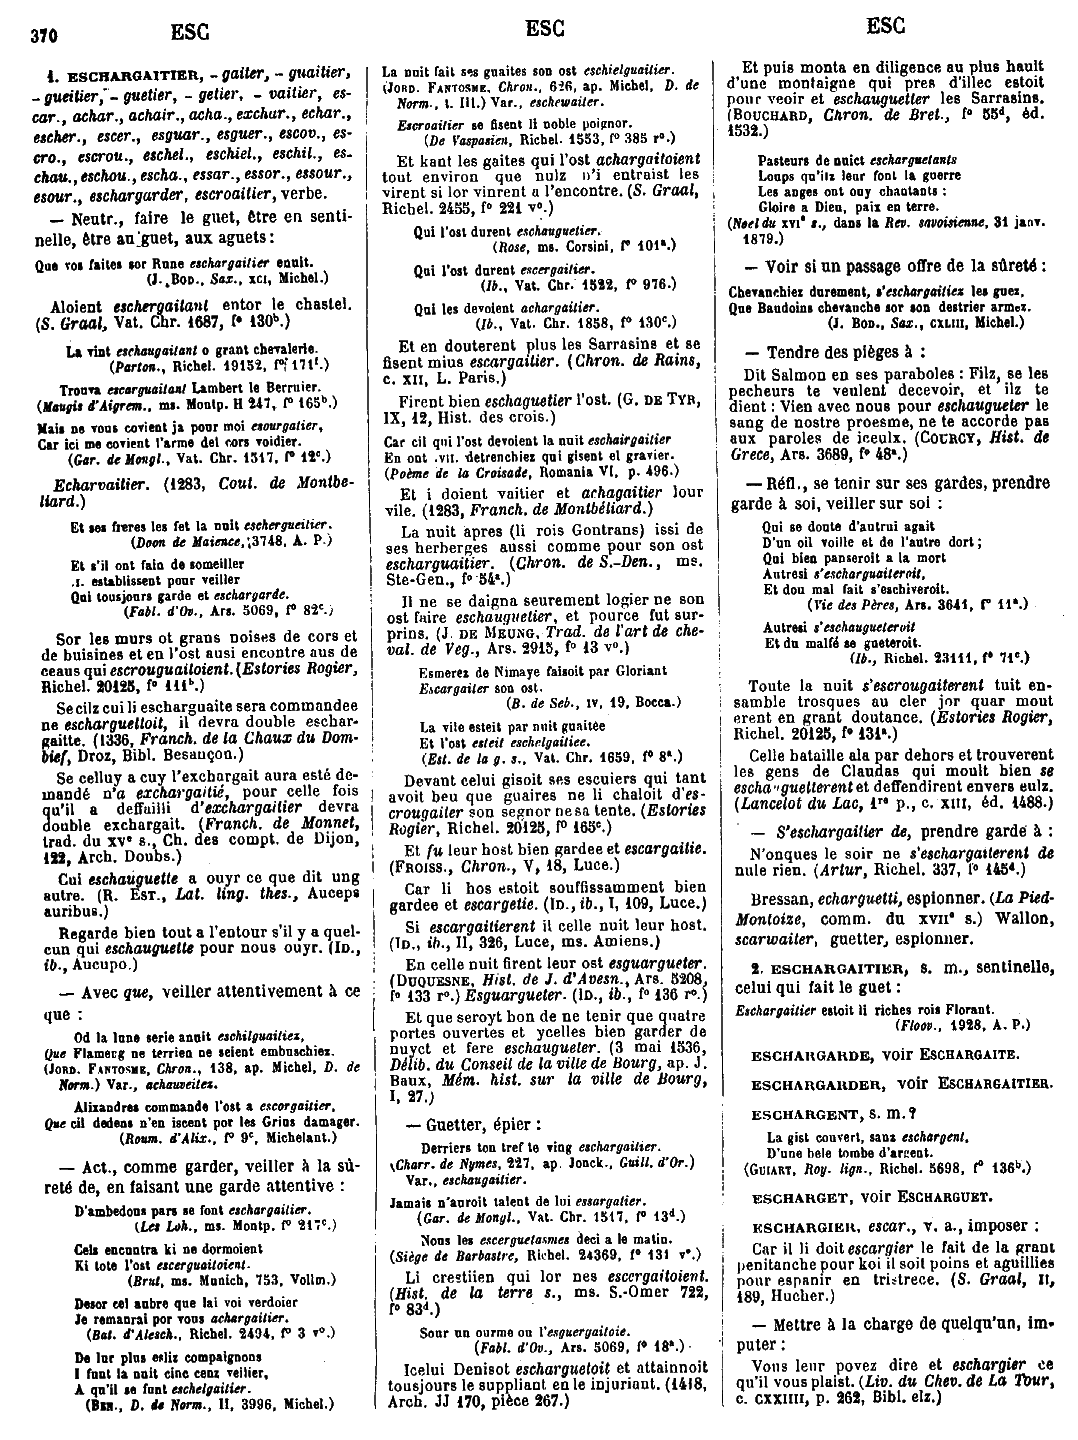 370 ESC ESC ESC
1. ESCHARGAITIER, - gaiter, - guaitier,
- gueitier, - guetier, - getier, - vaitier, es-
car., achar., achair., acha., exchur., echar.,
escher., escer., esguar., esguer., escov., es-
cro., escrou., eschel., eschiel., eschil., es-
chau., eschou., escha., essar., essor., essour.,
esour., eschargarder, escroaitier, verbe.
— Neutr., faire le guet, être en senti-
nelle, être au guet, aux aguets :
Que vos faites sor Rune eschargaitier enuit.
(J. BOD., Sax., XCI, Michel.)
Aloient eschergaitant entor le chastel.
(S. Graal, Vat. Chr. 1687, f° 130ᵇ.)
La vint eschaugaitant o grant chevalerie.
(Parton., Richel. 19152, f° 171ᶠ.)
Trouva escarguaitant Lambert le Berruier.
(Maugis d'Aigrem., ms. Montp. H 247, f° 165ᵇ.)
Mais ne vous covient ja pour moi esourgatier,
Car ici me covient l'arme del cors voidier.
(Gar. de Mongl., Vat. Chr. 1517, f° 12ᶜ.)
Echarvaitier. (1283, Cout. de Montbe-
liard.)
Et ses freres les fet la nuit eschergueitier.
(Doon de Maience, 3748, A. P.)
Et s'il ont fain de someiller
.I. establissent pour veiller
Qui tousjours garde et eschargarde.
(Fabl. d'Ov., Ars. 5069, f° 82ᶜ.)
Sor les murs ot grans noises de cors et
de buisines et en l'ost ausi encontre aus de
ceaus qui escrouguaitoient. (Estories Rogier,
Richel. 20125, f° 111ᵇ.)
Se cilz cui li escharguaite sera commandee
ne escharguettoit, il devra double eschar-
gaitte. (1336, Franch. de la Chaux du Dom-
bief, Droz, Bibl. Besançon.)
Se celluy a cuy l'exchargait aura esté de-
mandé n'a exchargaitié, pour celle fois
qu'il a deffailli d'exchargaitier devra
double exchargait. (Franch. de Monnet,
trad. du XVᵉ s., Ch. des compt. de Dijon,
122, Arch. Doubs.)
Cui eschauguette a ouyr ce que dit ung
autre. (R. EST., Lat. ling. thes., Auceps
auribus.)
Regarde bien tout a l'entour s'il y a quel-
cun qui eschauguette pour nous ouyr. (ID.,
ib., Aucupo.)
— Avec que, veiller attentivement à ce
que :
Od la lune serie anuit eschilguaitiez,
Que Flameng ne terrien ne seient embuschiez.
(JORD. FANTOSME, Chron., 138, ap. Michel, D. de
Norm.) Var., achaweitez.
Alixandres commande l'ost a escorgaitier,
Que cil dedens n'en iscent por les Grius damager.
(Roum. d'Alix., f° 9ᶜ, Michelant.)
— Act., comme garder, veiller à la sû-
reté de, en faisant une garde attentive :
D'ambedous pars se font eschargaitier.
(Les Loh., ms. Montp. f° 217ᶜ.)
Cels encontra ki ne dormoient
Ki tote l'ost escerguaitoient.
(Brut, ms. Munich, 753, Vollm.)
Desor cel aubre que lai voi verdoier
Je remanrai por vous achargaitier.
(Bat. d'Alesch., Richel. 2494, f° 3 v°.)
De lur plus esliz compaignons
I funt la nuit cinc cenz veilier,
A qu'il se funt eschelgaitier.
(BEN., D. de Norm., II, 3996, Michel.)
La nuit fait ses guaites son ost eschielguaitier.
(JORD. FANTOSME, Chron., 626, ap. Michel, D. de
Norm., t. III.) Var., eschewaiter.
Escroaitier se fisent li noble poignor.
(De Vaspasien, Richel. 1553, f° 385 r°.)
Et kant les gaites qui l'ost achargaitoient
tout environ que nulz n'i entraist les
virent si lor vinrent a l'encontre. (S. Graal,
Richel. 2455, f° 221 v°.)
Qui l'ost durent eschauguetier.
(Rose, ms. Corsini, f° 101ᵃ.)
Qui l'ost durent escergaitier.
(Ib., Vat. Chr. 1522, f° 976.)
Qui les devoient achargaitier.
(Ib., Vat. Chr. 1858, f° 130ᶜ.)
Et en douterent plus les Sarrasins et se
fisent mius escargaitier. (Chron. de Rains,
c. XII, L. Paris.)
Firent bien eschaguetier l'ost. (G. DE TYR,
IX, 12, Hist. des crois.)
Car cil qui l'ost devoient la nuit eschairgaitier
En ont .VII. detrenchiez qui gisent el gravier.
(Poème de la Croisade, Romania VI, p. 496.)
Et i doient vaitier et achagaitier lour
vile. (1283, Franch. de Montbéliard.)
La nuit apres (li rois Gontrans) issi de
ses herberges aussi comme pour son ost
escharguaitier. (Chron. de S.-Den., ms.
Ste-Gen., f° 54ᵃ.)
Il ne se daigna seurement logier ne son
ost faire eschauguetier, et pource fut sur-
prins. (J. DE MEUNG, Trad. de l'art de che-
val. de Veg., Ars. 2915, f° 13 v°.)
Esmerez de Nimaye faisoit par Gloriant
Escargaiter son ost.
(B. de Seb., IV, 19, Bocca.)
La vile esteit par nuit guaitée
Et l'ost esteit eschelgaitiee.
(Est. de la g. s., Vat. Chr. 1659, f° 8ᵃ.)
Devant celui gisoit ses escuiers qui tant
avoit beu que guaires ne li chaloit d'es-
crougaiter son segnor ne sa tente. (Estories
Rogier, Richel. 20125, f° 165ᶜ.)
Et fu leur host bien gardee et escargaitie.
(FROISS., Chron., V, 18, Luce.)
Car li hos estoit souffissamment bien
gardee et escargetie. (ID., ib., I, 109, Luce.)
Si escargaitierent il celle nuit leur host.
(ID., ib., II, 326, Luce, ms. Amiens.)
En celle nuit firent leur ost esguargueter.
(DUQUESNE, Hist. de J. d'Avesn., Ars. 5208,
f° 133 r°.) Esguargueter. (ID., ib., f° 136 r°.)
Et que seroyt bon de ne tenir que quatre
portes ouvertes et ycelles bien garder de
nuyct et fere eschaugueter. (3 mai 1536,
Délib. du Conseil de la ville de Bourg, ap. J.
Baux, Mém. hist. sur la ville de Bourg,
I, 27.)
— Guetter, épier :
Derriers ton tref te ving eschargaitier.
(Charr. de Nymes, 227, ap. Jonck., Guill. d'Or.)
Var., eschaugaitier.
Jamais n'auroit talent de lui essargatier.
(Gar. de Mongl., Vat. Chr. 1517, f° 13ᵈ.)
Nous les escerguetasmes deci a le matin.
(Siège de Barbastre, Richel. 24369, f° 131 v°.)
Li crestiien qui lor nes escergaitoient.
(Hist. de la terre s., ms. S.-Omer 722,
f° 83ᵈ.)
Sour un ourme ou l'esguergaitoie.
(Fabl. d'Ov., Ars. 5069, f° 18ᵃ.)
Icelui Denisot escharguetoit et attainnoit
tousjours le suppliant en le injuriant. (1418,
Arch. JJ 170, pièce 267.)
Et puis monta en diligence au plus hault
d'une montaigne qui pres d'illec estoit
pour veoir et eschauguetter les Sarrasins.
(BOUCHARD, Chron. de Bret., f° 55ᵈ, éd.
1532.)
Pasteurs de nuict escharguetants
Loups qu'ilz leur font la guerre
Les anges ont ouy chantants :
Gloire a Dieu, paix en terre.
(Noel du XVIᵉ s., dans la Rev. savoisienne, 31 janv.
1879.)
— Voir si un passage offre de la sûreté :
Chevauchiez durement, s'eschargaitiez les guez,
Que Baudoins chevauche sor son destrier armez.
(J. BOD., Sax., CXLIII, Michel.)
— Tendre des pièges à :
Dit Salmon en ses paraboles : Filz, se les
pecheurs te veulent decevoir, et ilz te
dient : Vien avec nous pour eschaugueter le
sang de nostre proesme, ne te accorde pas
aux paroles de iceulx. (COURCY, Hist. de
Grece, Ars. 3689, f° 48ᵃ.)
— Réfl., se tenir sur ses gardes, prendre
garde à soi, veiller sur soi :
Qui se doute d'autrui agait
D'un oil voille et de l'autre dort ;
Qui bien panseroit a la mort
Autresi s'escharguaiteroit,
Et dou mal fait s'eschiveroit.
(Vie des Pères, Ars. 3641, f° 11ᵃ.)
Autresi s'eschaugueteroit
Et du malfé se gueteroit.
(Ib., Richel. 23111, f° 71ᶜ.)
Toute la nuit s'escrougaiterent tuit en-
samble trosques au cler jor quar mout
erent en grant doutance. (Estories Rogier,
Richel. 20125, f° 131ᵃ.)
Celle bataille ala par dehors et trouverent
les gens de Claudas qui moult bien se
eschauguetterent et deffendirent envers eulz.
(Lancelot du Lac, 1ʳᵉ p., c. XIII, éd. 1488.)
— S'eschargaitier de, prendre garde à :
N'onques le soir ne s'eschargaitierent de
nule rien. (Artur, Richel. 337, f° 145ᵈ.)
Bressan, echarguetti, espionner. (La Pied-
Montoize, comm. du XVIIᵉ s.) Wallon,
scarwaiter, guetter, espionner.
2. ESCHARGAITIER, s. m., sentinelle,
celui qui fait le guet :
Eschargaitier estoit li riches rois Florant.
(Floov., 1928, A. P.)
ESCHARGARDE, voir ESCHARGAITE.
ESCHARGARDER, voir ESCHARGAITIER.
ESCHARGENT, s. m. ?
La gist couvert, sanz eschargent,
D'une bele tombe d'argent.
(GUIART, Roy. lign., Richel. 5698, f° 136ᵇ.)
ESCHARGET, voir ESCHARGUET.
ESCHARGIER, escar., v. a., imposer :
Car il li doit escargier le fait de la grant
penitanche pour koi il soit poins et aguillies
pour espanir en tristrece. (S. Graal, II,
189, Hucher.)
— Mettre à la charge de quelqu'un, im-
puter :
Vous leur povez dire et eschargier ce
qu'il vous plaist. (Liv. du Chev. de La Tour,
c. CXXIIII, p. 262, Bibl. elz.)